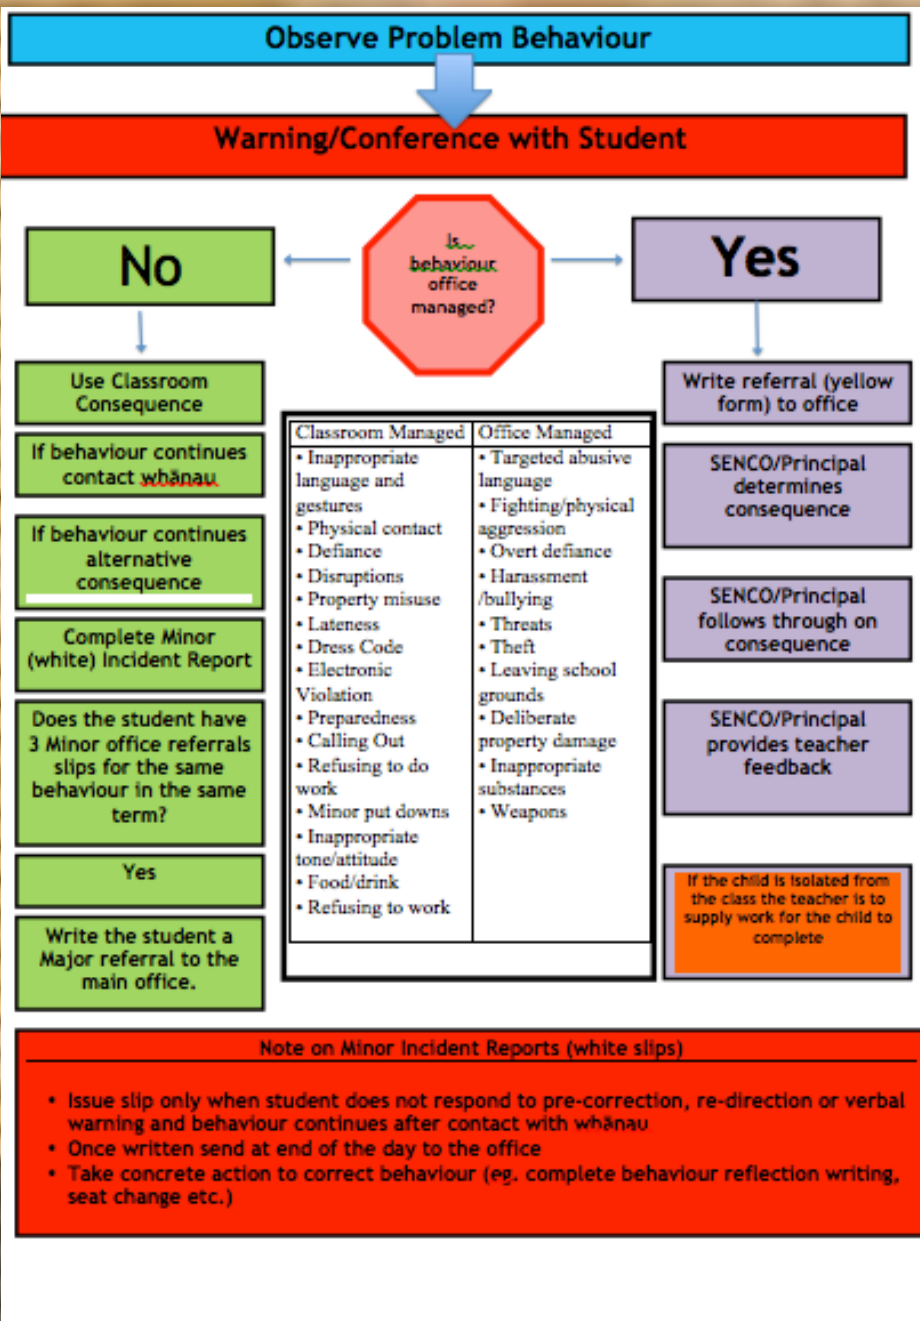 Observe Problem Behaviour
Warning/Conference with Student
Is
behaviour
office
managed?
No
Yes
Use Classroom
Consequence
If behaviour continues
contact whānau
If behaviour continues
alternative
consequence
Complete Minor
(white) Incident Report
Does the student have
3 Minor office referrals
slips for the same
behaviour in the same
term?
Yes
Write the student a
Major referral to the
main office.
Classroom Managed
• Inappropriate
language and
gestures
• Physical contact
• Defiance
• Disruptions
• Property misuse
• Lateness
• Dress Code
• Electronic
Violation
• Preparedness
• Calling Out
• Refusing to do
work
• Minor put downs
• Inappropriate
tone/attitude
• Food/drink
• Refusing to work
Office Managed
• Targeted abusive
language
• Fighting/physical
aggression
• Overt defiance
• Harassment
/bullying
• Threats
• Theft
• Leaving school
grounds
• Deliberate
property damage
• Inappropriate
substances
• Weapons
Write referral (yellow
form) to office
SENCO/Principal
determines
consequence
SENCO/Principal
follows through on
consequence
SENCO/Principal
provides teacher
feedback
If the child is isolated from
the class the teacher is to
supply work for the child to
complete
Note on Minor Incident Reports (white slips)
• Issue slip only when student does not respond to pre-correction, re-direction or verbal
warning and behaviour continues after contact with whānau
• Once written send at end of the day to the office
• Take concrete action to correct behaviour (eg. complete behaviour reflection writing,
seat change etc.)